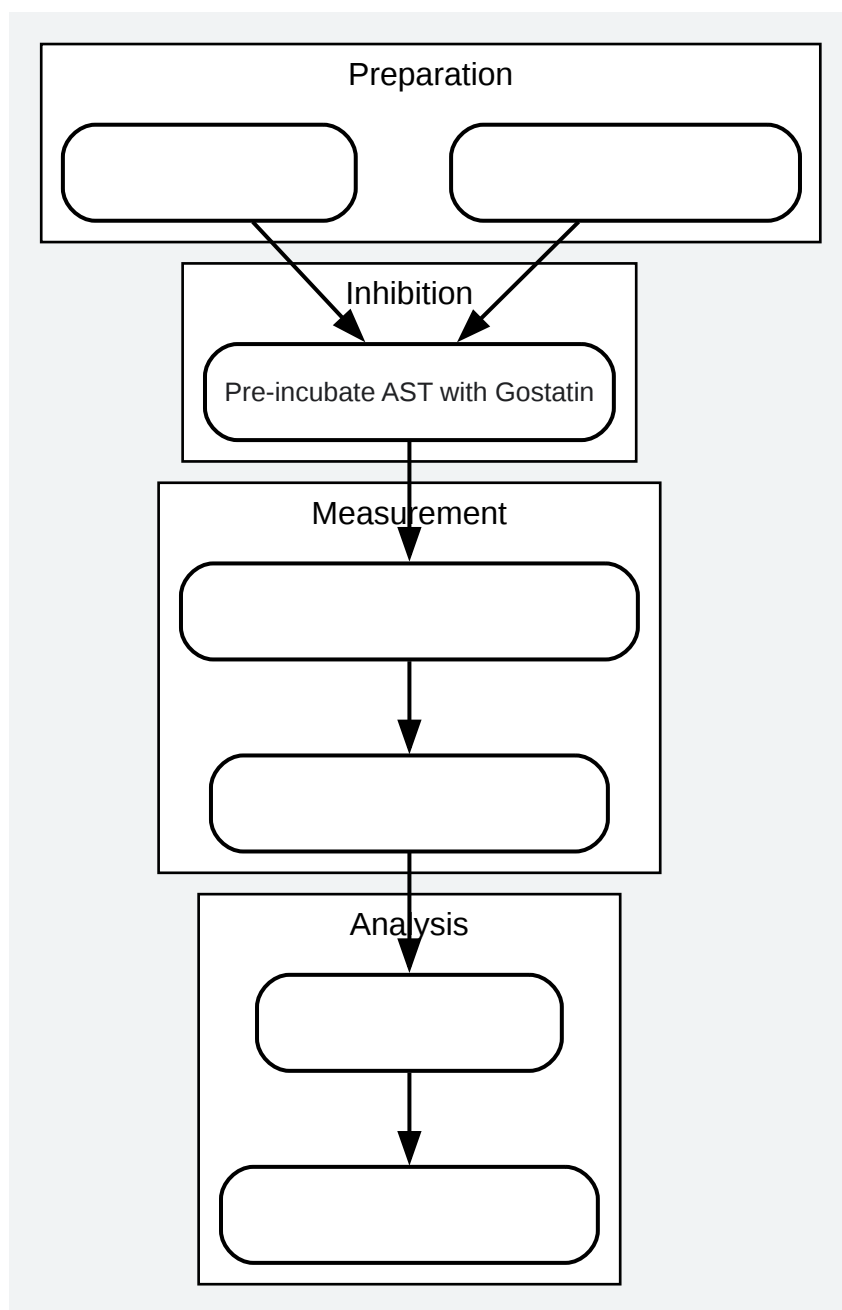 Preparation
Inhibition
Pre-incubate AST with Gostatin
Measurement
Analysis